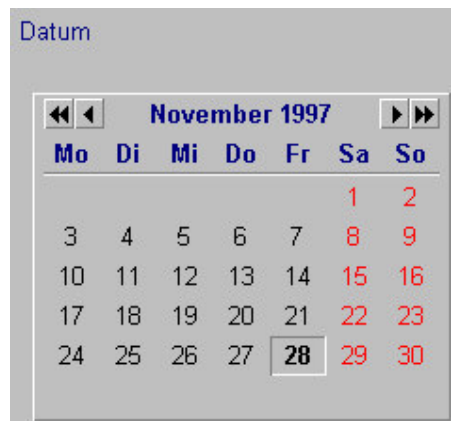 Datum
November 1997
Mo Di Mi Do Fr Sa So
1 2
3 4 5 6 7 8 9
10 11 12 13 14 15 16
17 18 19 20 21 22 23
24 25 26 27 28 29 30